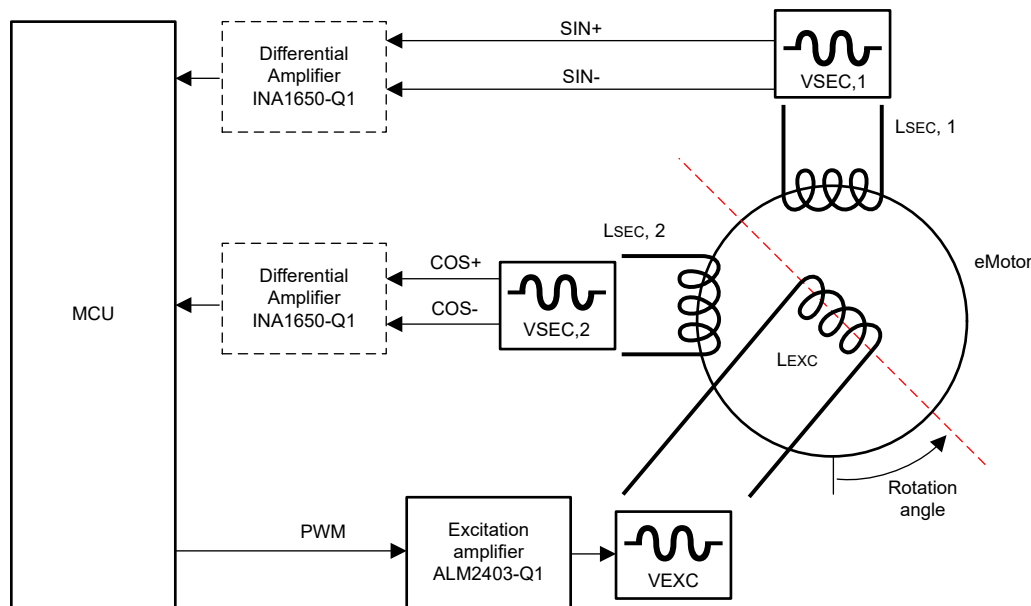 SIN+
Differential
Amplifier
INA1650-Q1
SIN-
VSEC,1
LSEC, 1
LSEC, 2
eMotor
COS+
Differential
Amplifier
INA1650-Q1
COS-
MCU
VSEC,2
LEXC
Rotation
angle
PWM
Excitation
amplifier
ALM2403-Q1
VEXC